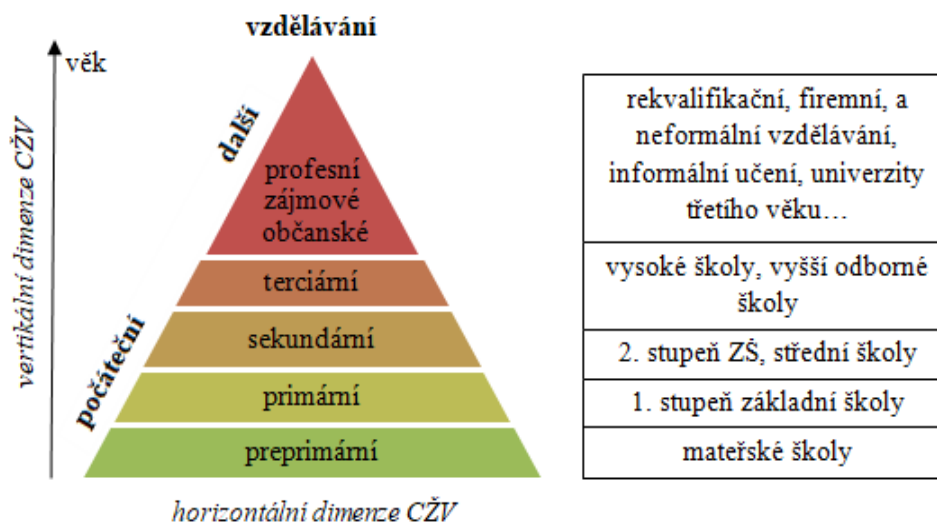 vzdělávání
věk
vertikální dimenze CŽV
další
profesní
zájmové
občanské
terciární
počáteční
sekundární
primární
preprimární
horizontální dimenze CŽV
rekvalifikační, firemní, a
neformální vzdělávání,
informální učení, univerzity
třetího věku…
vysoké školy, vyšší odborné
školy
2. stupeň ZŠ, střední školy
1. stupeň základní školy
mateřské školy